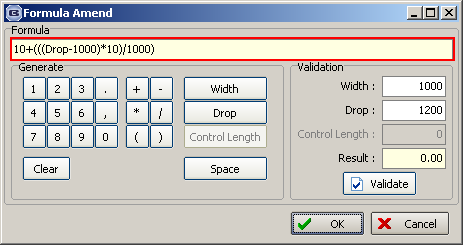 Formula Amend
Formula
10+(((Drop-1000)*10)/1000)
Generate
1 2 3 . + - Width
4 5 6 , * / Drop
7 8 9 0 ( ) Control Length
Clear Space
Validation
Width : 1000
Drop : 1200
Control Length : 0
Result : 0.00
Validate
OK Cancel